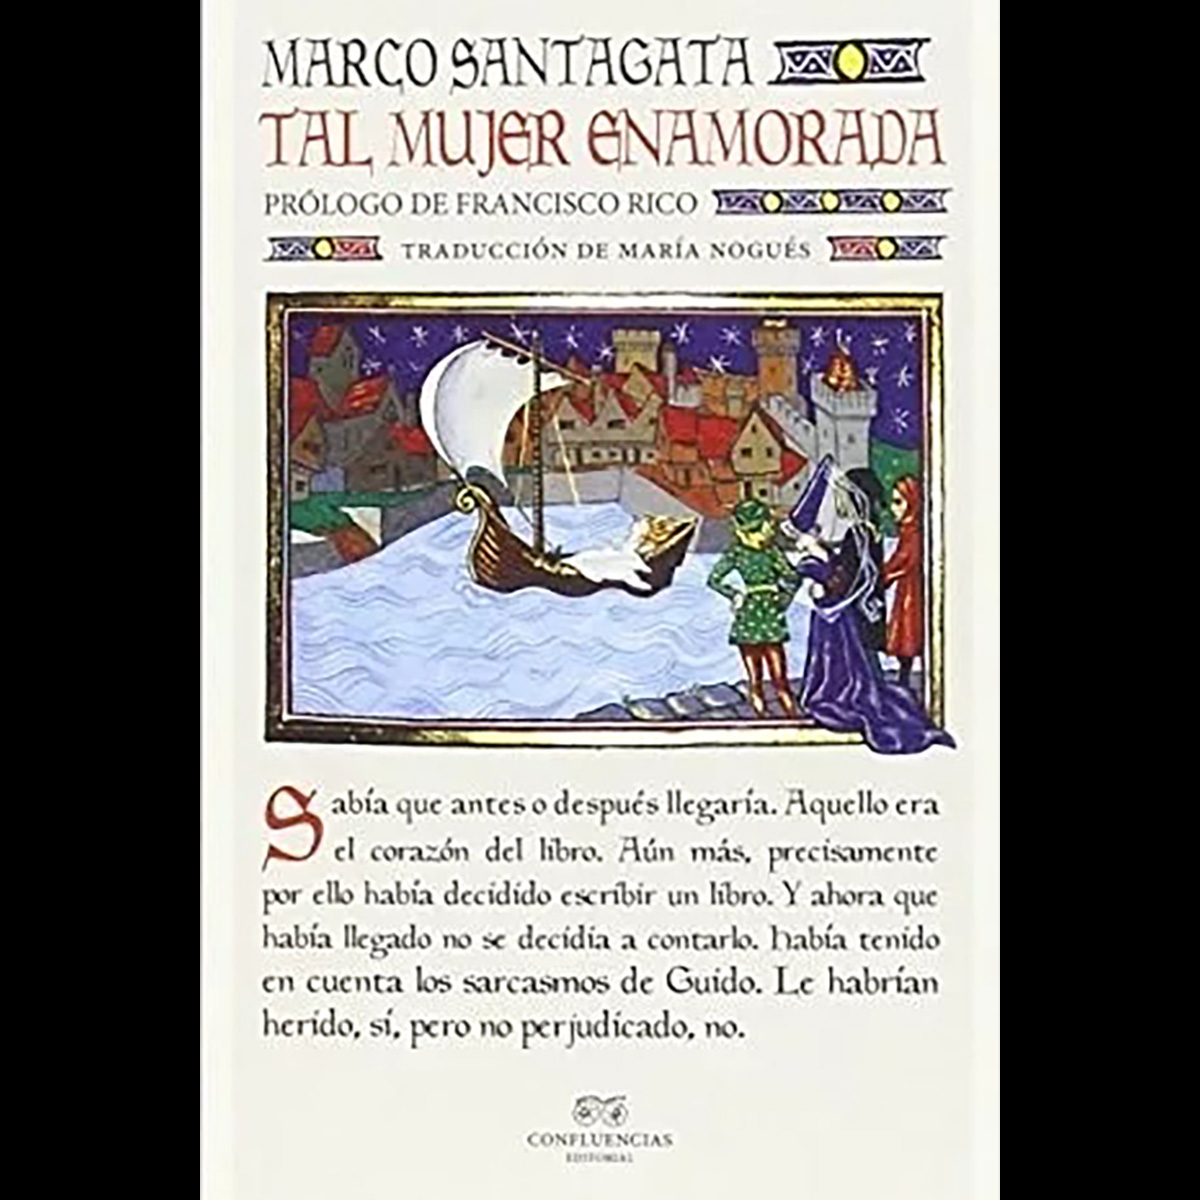 MARCO SANTAGATA
TAL MUJER ENAMORADA
PRÓLOGO DE FRANCISCO RICO
TRADUCCIÓN DE MARÍA NOGUÉS
Sabía que antes o después llegaría. Aquello era
el corazón del libro. Aún más, precisamente
por ello había decidido escribir un libro. Y ahora que
había llegado no se decidía a contarlo. Había tenido
en cuenta los sarcasmos de Guido. Le habrían
herido, sí, pero no perjudicado, no.
CONFLUENCIAS
EDITORIAL